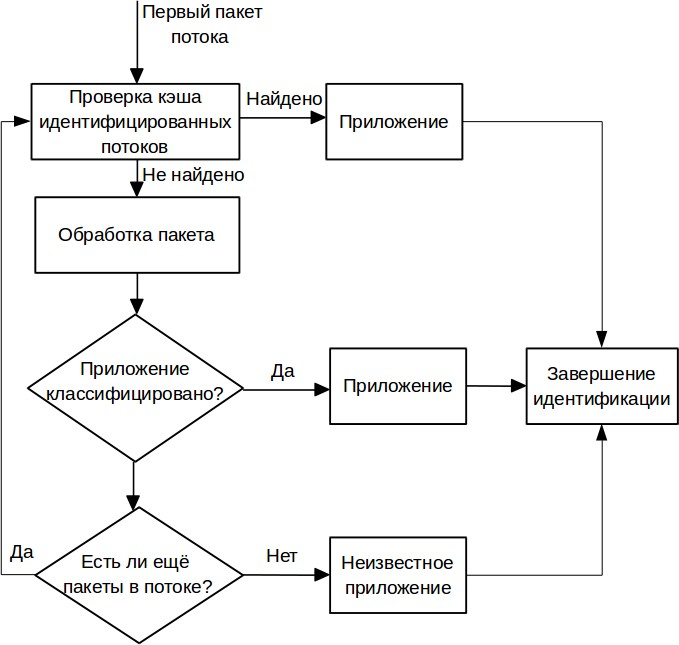 Первый пакет
потока
Проверка кэша
идентифицированных
потоков
Найдено
Приложение
Не найдено
Обработка пакета
Приложение
классифицировано?
Да
Приложение
Завершение
идентификации
Да
Есть ли ещё
пакеты в потоке?
Нет
Неизвестное
приложение